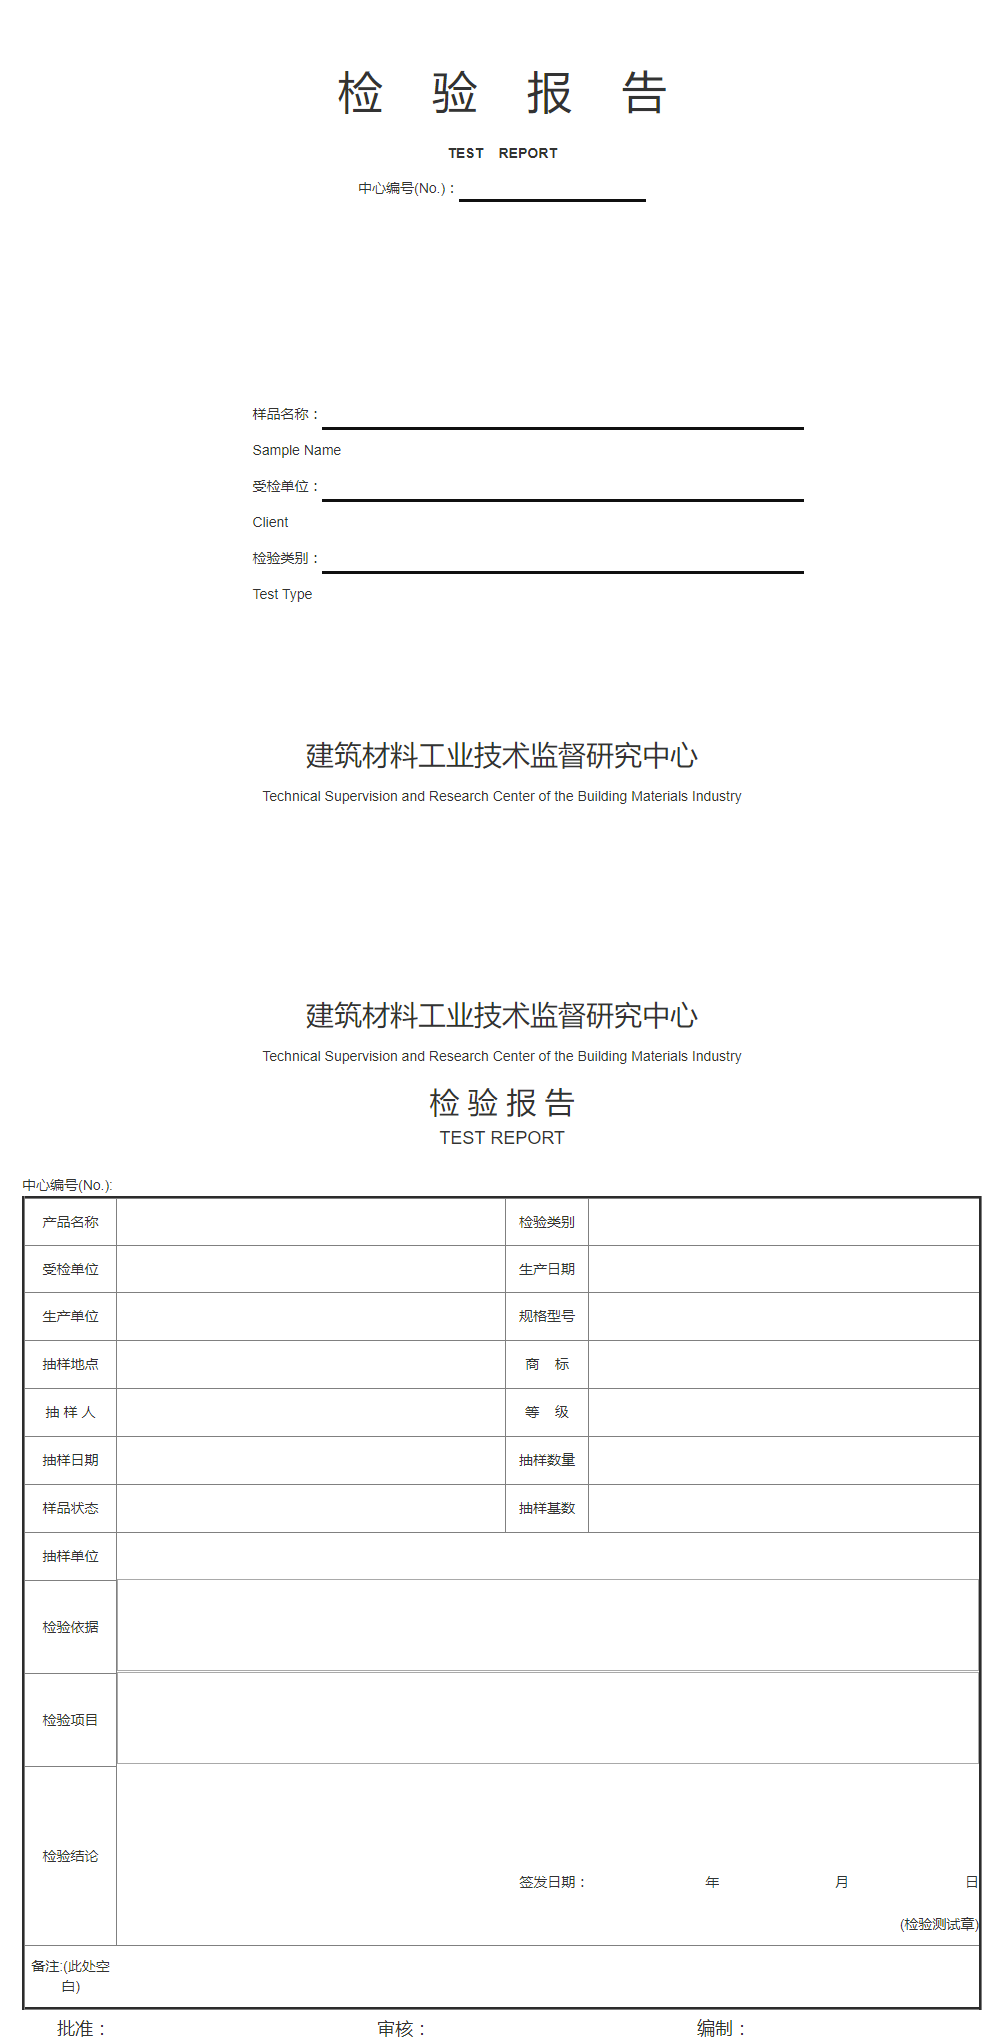 检 验 报 告
TEST REPORT
中心编号(No.)：
样品名称：
Sample Name
受检单位：
Client
检验类别：
Test Type
建筑材料工业技术监督研究中心
Technical Supervision and Research Center of the Building Materials Industry
建筑材料工业技术监督研究中心
Technical Supervision and Research Center of the Building Materials Industry
检 验 报 告
TEST REPORT
中心编号(No.):
产品名称 检验类别
受检单位 生产日期
生产单位 规格型号
抽样地点 商 标
抽 样 人 等 级
抽样日期 抽样数量
样品状态 抽样基数
抽样单位
检验依据
检验项目
检验结论
签发日期： 年 月 日
(检验测试章)
备注:(此处空
白)
批准： 审核： 编制：